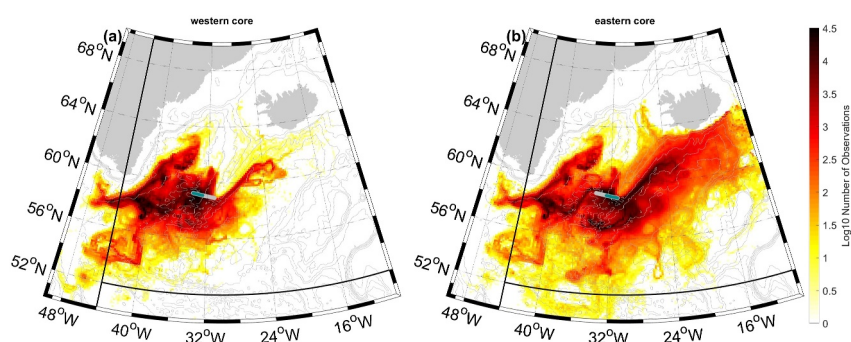 western core
eastern core
(a)
(b)
68°N
64°N
60°N
56°N
52°N
48°W
40°W
32°W
24°W
16°W
68°N
64°N
60°N
56°N
52°N
48°W
40°W
32°W
24°W
16°W
4.5
4
3.5
3
2.5
2
1.5
1
0.5
0
Log10 Number of Observations